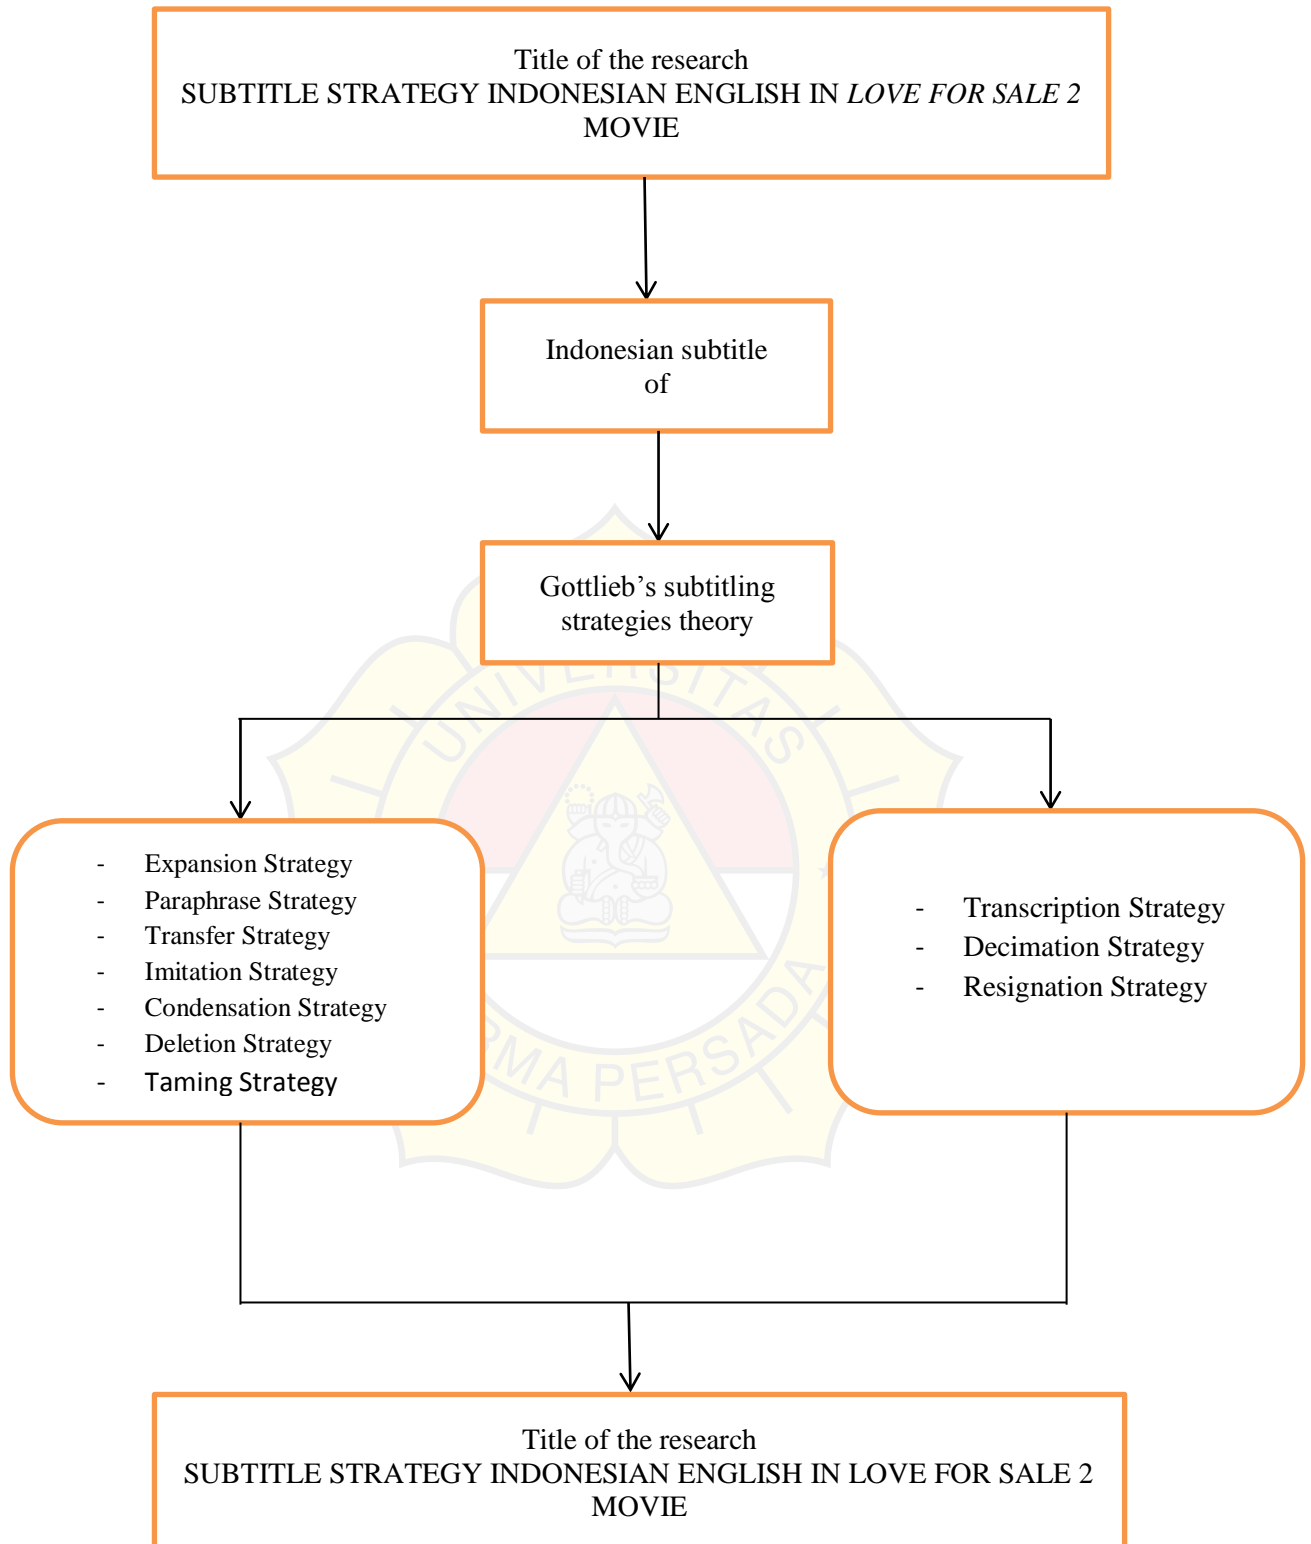 Title of the research
SUBTITLE STRATEGY INDONESIAN ENGLISH IN LOVE FOR SALE 2
MOVIE
Indonesian subtitle
of
Gottlieb’s subtitling
strategies theory
UNIVERSITAS
- Expansion Strategy
- Paraphrase Strategy
- Transfer Strategy
- Imitation Strategy
- Condensation Strategy
- Deletion Strategy
- Taming Strategy
- Transcription Strategy
- Decimation Strategy
- Resignation Strategy
PERSADA
Title of the research
SUBTITLE STRATEGY INDONESIAN ENGLISH IN LOVE FOR SALE 2
MOVIE